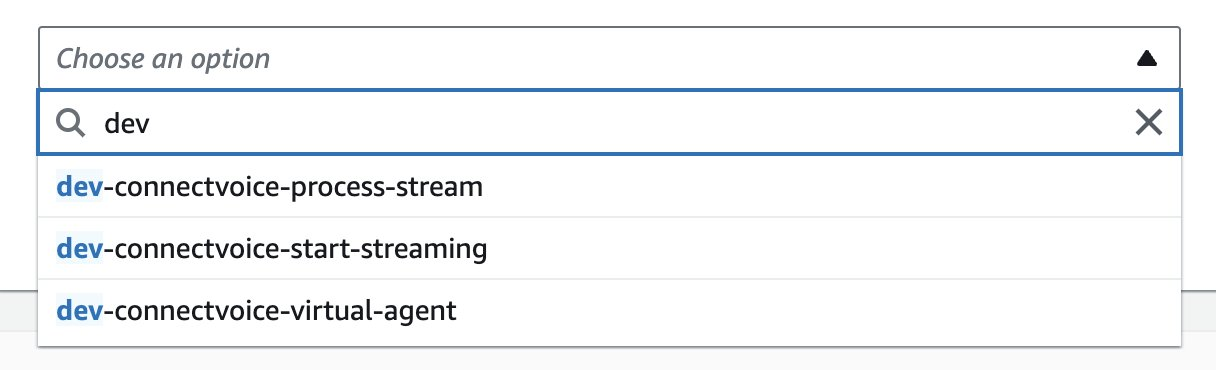 Choose an option
dev
dev-connectvoice-process-stream
dev-connectvoice-start-streaming
dev-connectvoice-virtual-agent